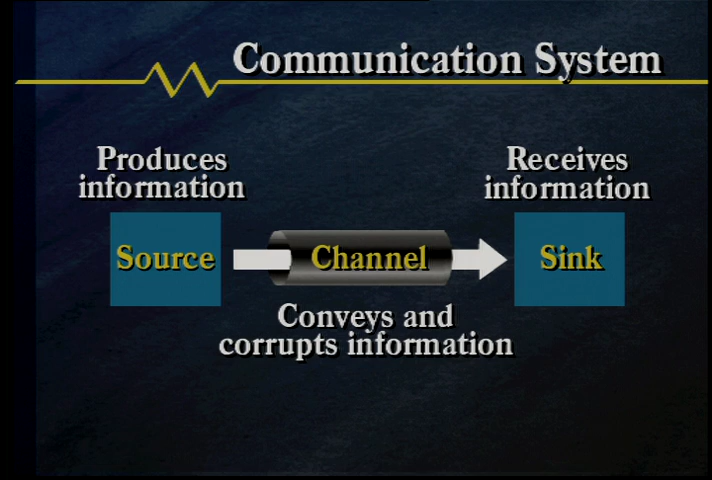 Communication System
Produces
information
Receives
information
Source
Channel
Sink
Conveys and
corrupts information